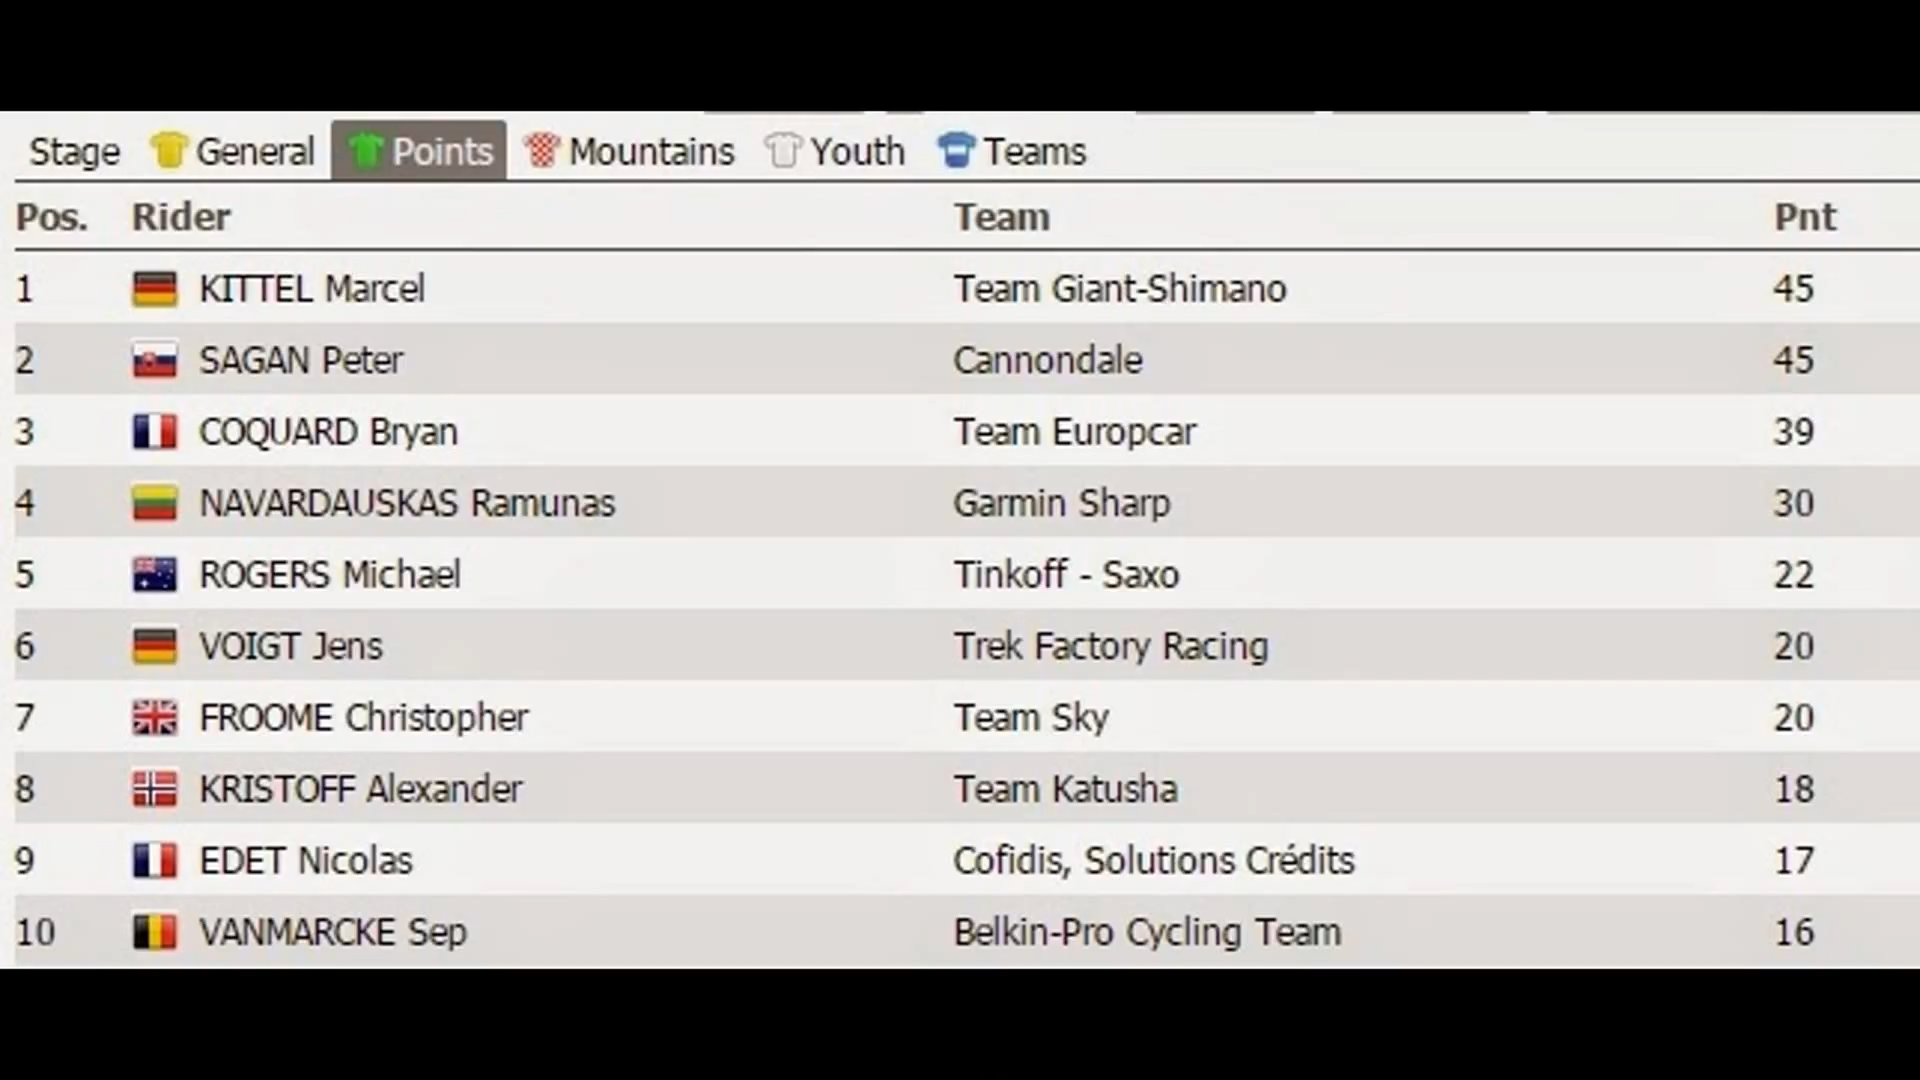 Stage General Points Mountains Youth Teams
Pos. Rider Team Pnt
1 KITTEL Marcel Team Giant-Shimano 45
2 SAGAN Peter Cannondale 45
3 COQUARD Bryan Team Europcar 39
4 NAVARDAUSKAS Ramunas Garmin Sharp 30
5 ROGERS Michael Tinkoff - Saxo 22
6 VOIGT Jens Trek Factory Racing 20
7 FROOME Christopher Team Sky 20
8 KRISTOFF Alexander Team Katusha 18
9 EDET Nicolas Cofidis, Solutions Crédits 17
10 VANMARCKE Sep Belkin-Pro Cycling Team 16